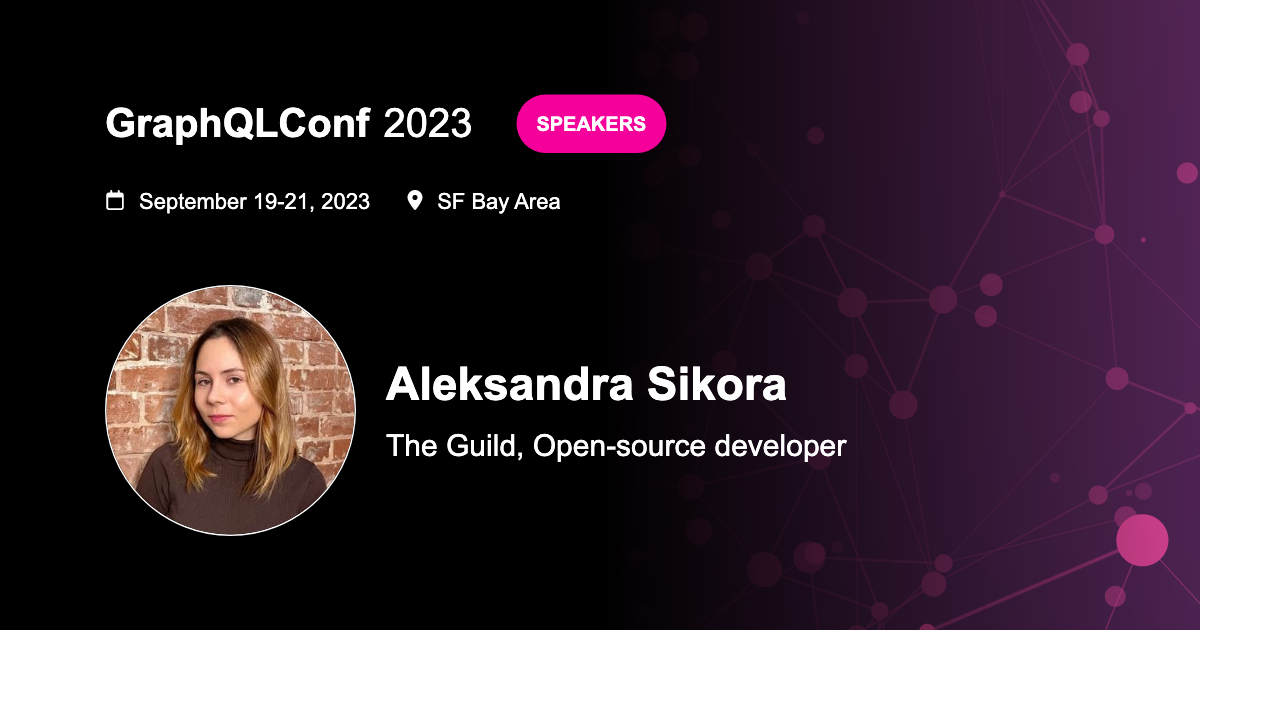 GraphQLConf 2023 SPEAKERS
September 19-21, 2023 SF Bay Area
Aleksandra Sikora
The Guild, Open-source developer